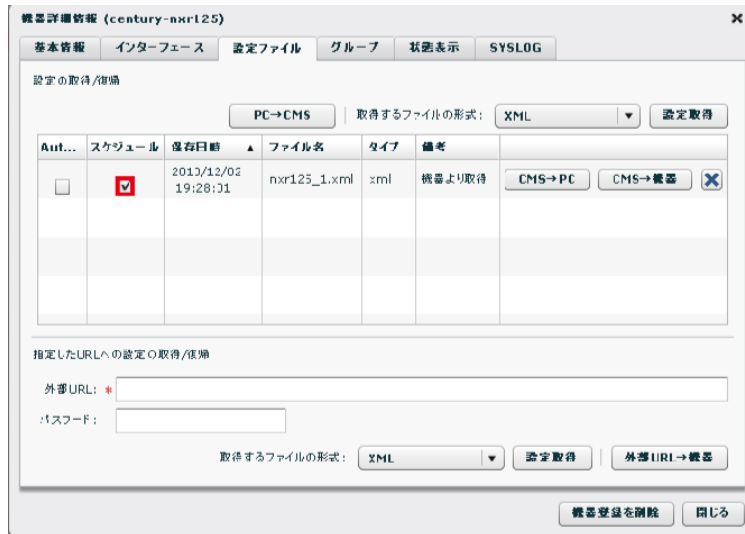 機器詳細情報 (century-nxr125)
基本情報 インターフェース 設定ファイル グループ 状態表示 SYSLOG
設定の取得/復帰
PC→CMS 取得するファイルの形式: XML 設定取得
Aut... スケジュール 保存日時 ファイル名 タイプ 備考
2010/12/02 nxr125_1.xml xml 機器より取得 CMS→PC CMS→機器
19:28:01
指定したURLへの設定の取得/復帰
外部URL: *
パスワード:
取得するファイルの形式: XML 設定取得 外部URL→機器
機器登録を削除 閉じる